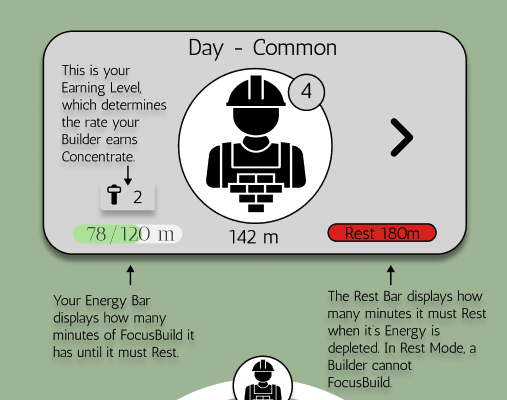 Day - Common
This is your
Earning Level,
which determines
the rate your
Builder earns
Concentrate.
4
2
78/120 m
142 m
Rest 180m
Your Energy Bar
displays how many
minutes of FocusBuild it
has until it must Rest.
The Rest Bar displays how
many minutes it must Rest
when it's Energy is
depleted. In Rest Mode, a
Builder cannot
FocusBuild.